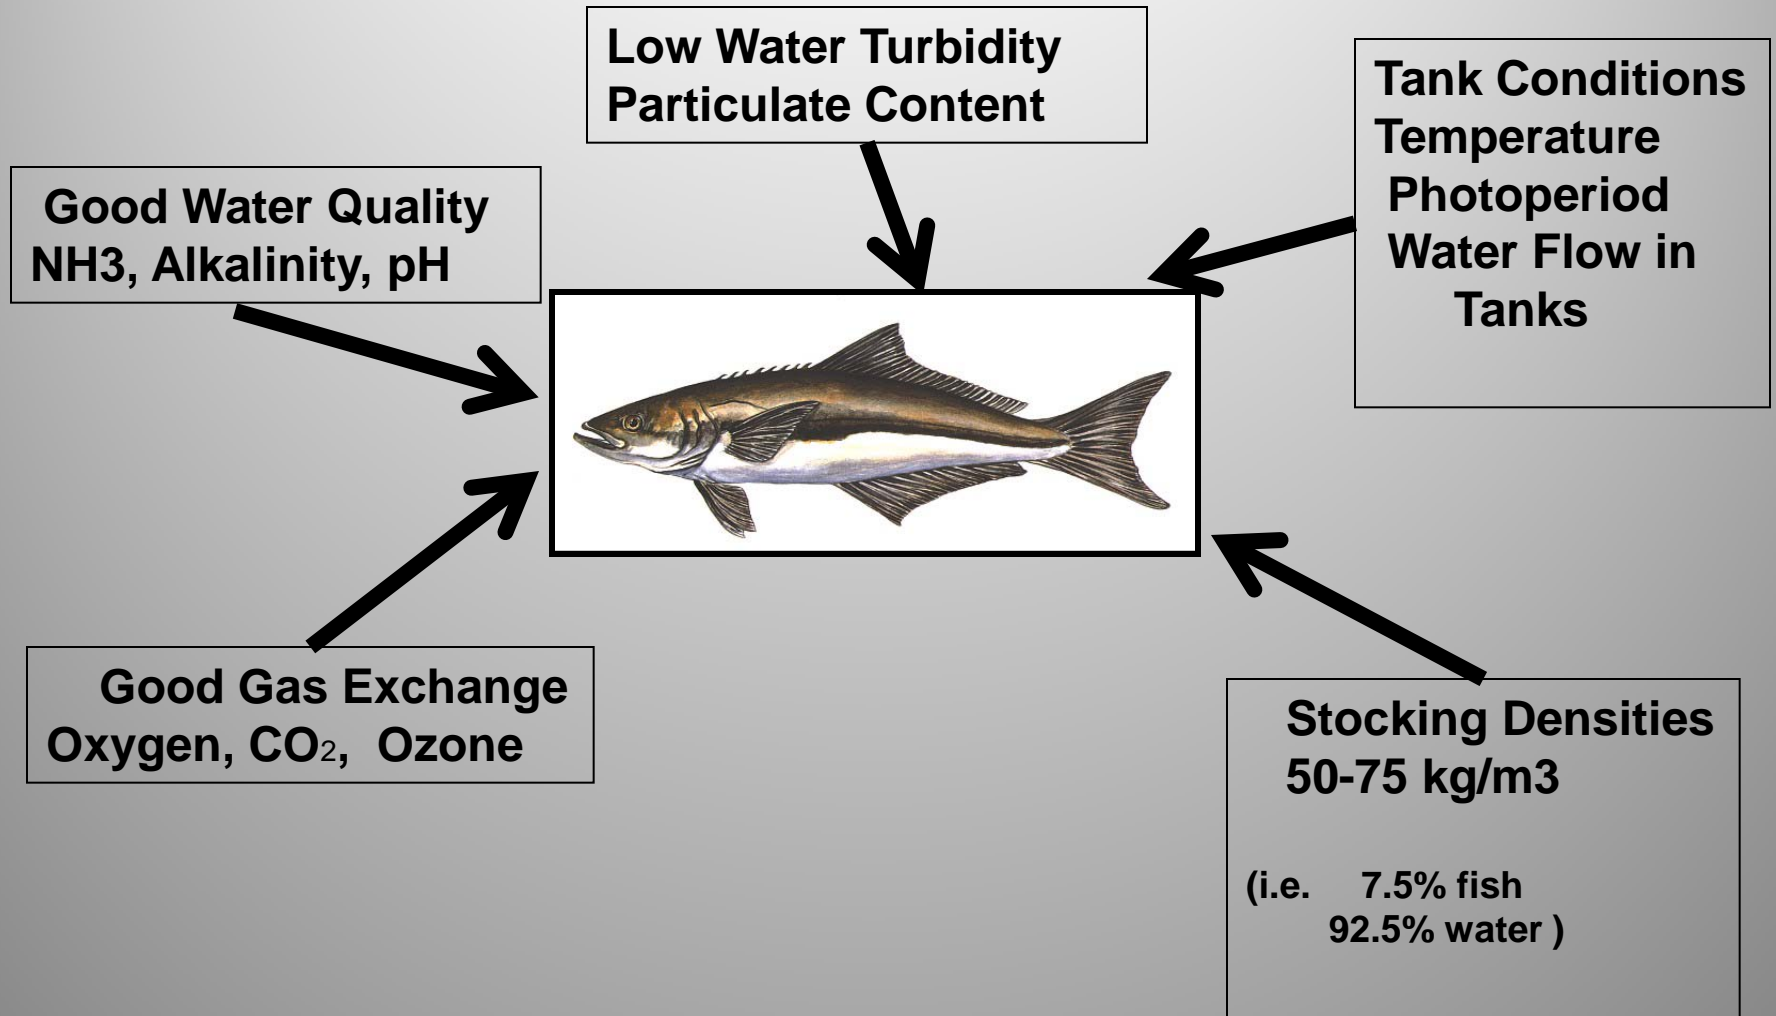 Low Water Turbidity
Particulate Content
Tank Conditions
Temperature
Photoperiod
Water Flow in
Tanks
Good Water Quality
NH3, Alkalinity, pH
Good Gas Exchange
Oxygen, CO2, Ozone
Stocking Densities
50-75 kg/m3
(i.e. 7.5% fish
92.5% water )